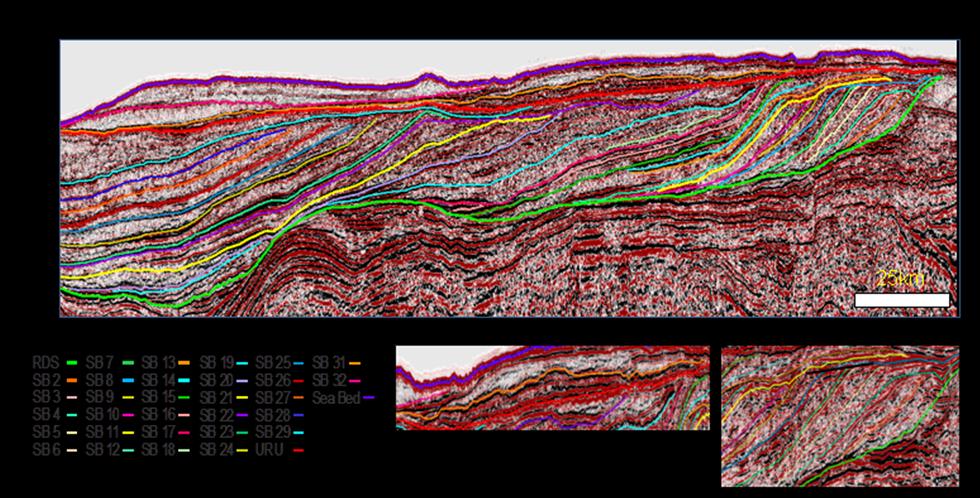 25km
RDS SB 7 SB 13 SB 19 SB 25 SB 31
SB 2 SB 8 SB 14 SB 20 SB 26 SB 32
SB 3 SB 9 SB 15 SB 21 SB 27 Sea Bed
SB 4 SB 10 SB 16 SB 22 SB 28
SB 5 SB 11 SB 17 SB 23 SB 29
SB 6 SB 12 SB 18 SB 24 URU